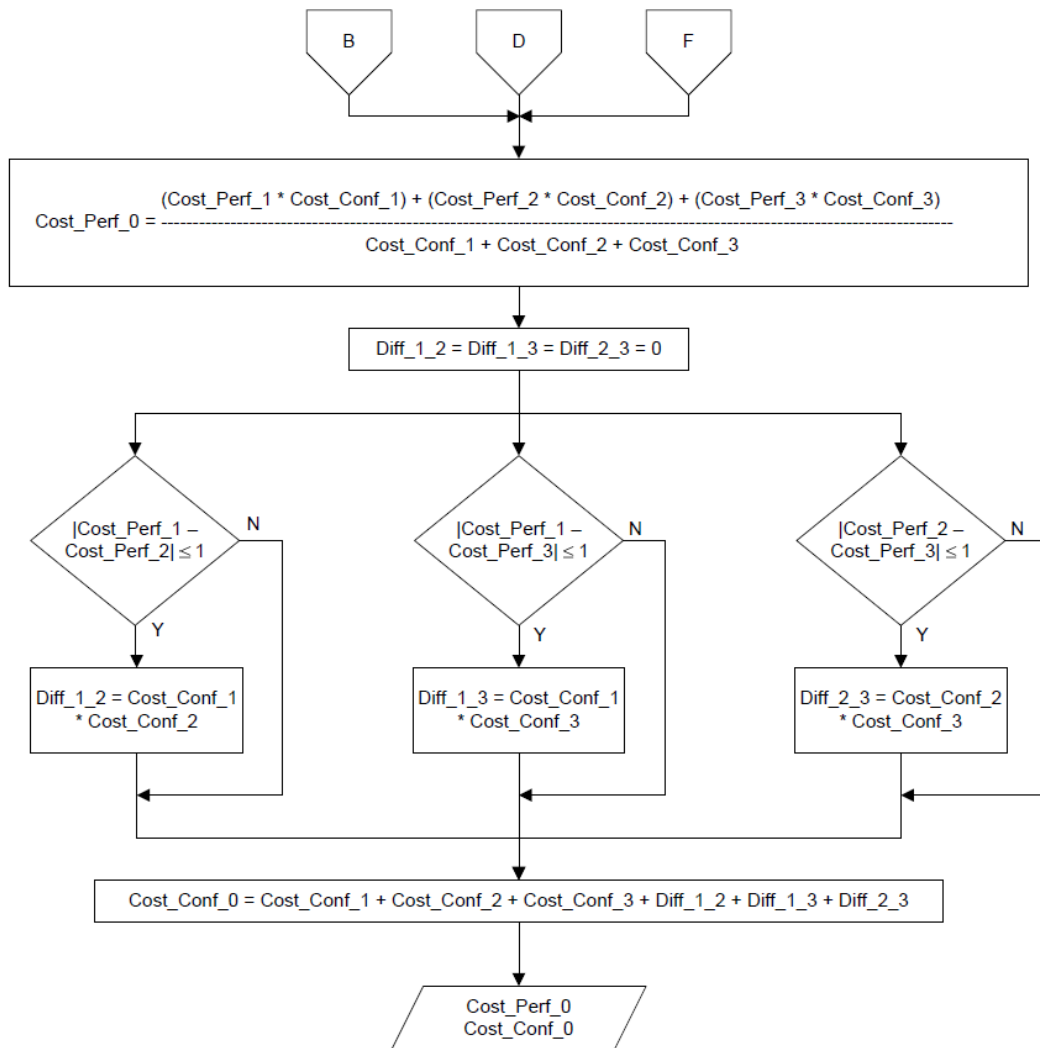 B
D
F
(Cost_Perf_1 * Cost_Conf_1) + (Cost_Perf_2 * Cost_Conf_2) + (Cost_Perf_3 * Cost_Conf_3)
Cost_Perf_0 = ----------------------------------------------------------------
Cost_Conf_1 + Cost_Conf_2 + Cost_Conf_3
Diff_1_2 = Diff_1_3 = Diff_2_3 = 0
|Cost_Perf_1 –
Cost_Perf_2| ≤ 1
N
Y
|Cost_Perf_1 –
Cost_Perf_3| ≤ 1
N
Y
|Cost_Perf_2 –
Cost_Perf_3| ≤ 1
N
Y
Diff_1_2 = Cost_Conf_1
* Cost_Conf_2
Diff_1_3 = Cost_Conf_1
* Cost_Conf_3
Diff_2_3 = Cost_Conf_2
* Cost_Conf_3
Cost_Conf_0 = Cost_Conf_1 + Cost_Conf_2 + Cost_Conf_3 + Diff_1_2 + Diff_1_3 + Diff_2_3
Cost_Perf_0
Cost_Conf_0